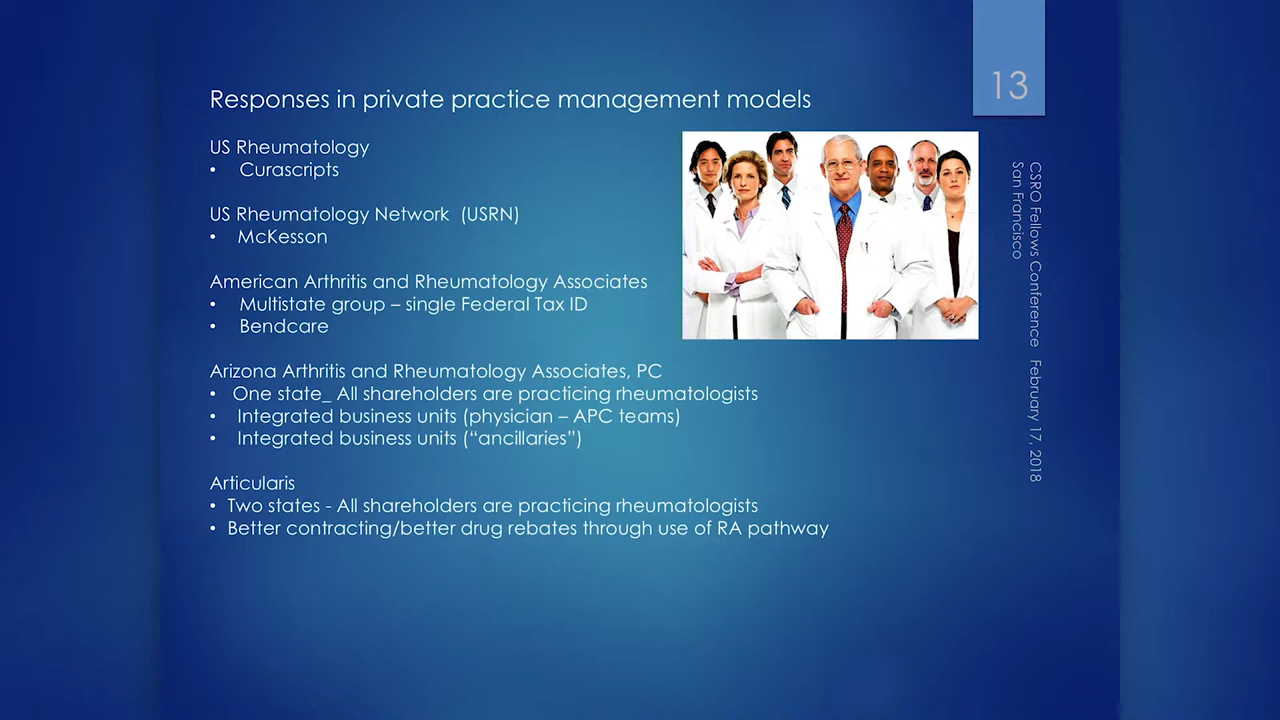 13
Responses in private practice management models
US Rheumatology
• Curascripts
US Rheumatology Network (USRN)
• McKesson
American Arthritis and Rheumatology Associates
• Multistate group – single Federal Tax ID
• Bendcare
Arizona Arthritis and Rheumatology Associates, PC
• One state_ All shareholders are practicing rheumatologists
• Integrated business units (physician – APC teams)
• Integrated business units (“ancillaries”)
Articularis
• Two states - All shareholders are practicing rheumatologists
• Better contracting/better drug rebates through use of RA pathway
CSRO Fellows Conference February 17, 2018
San Francisco